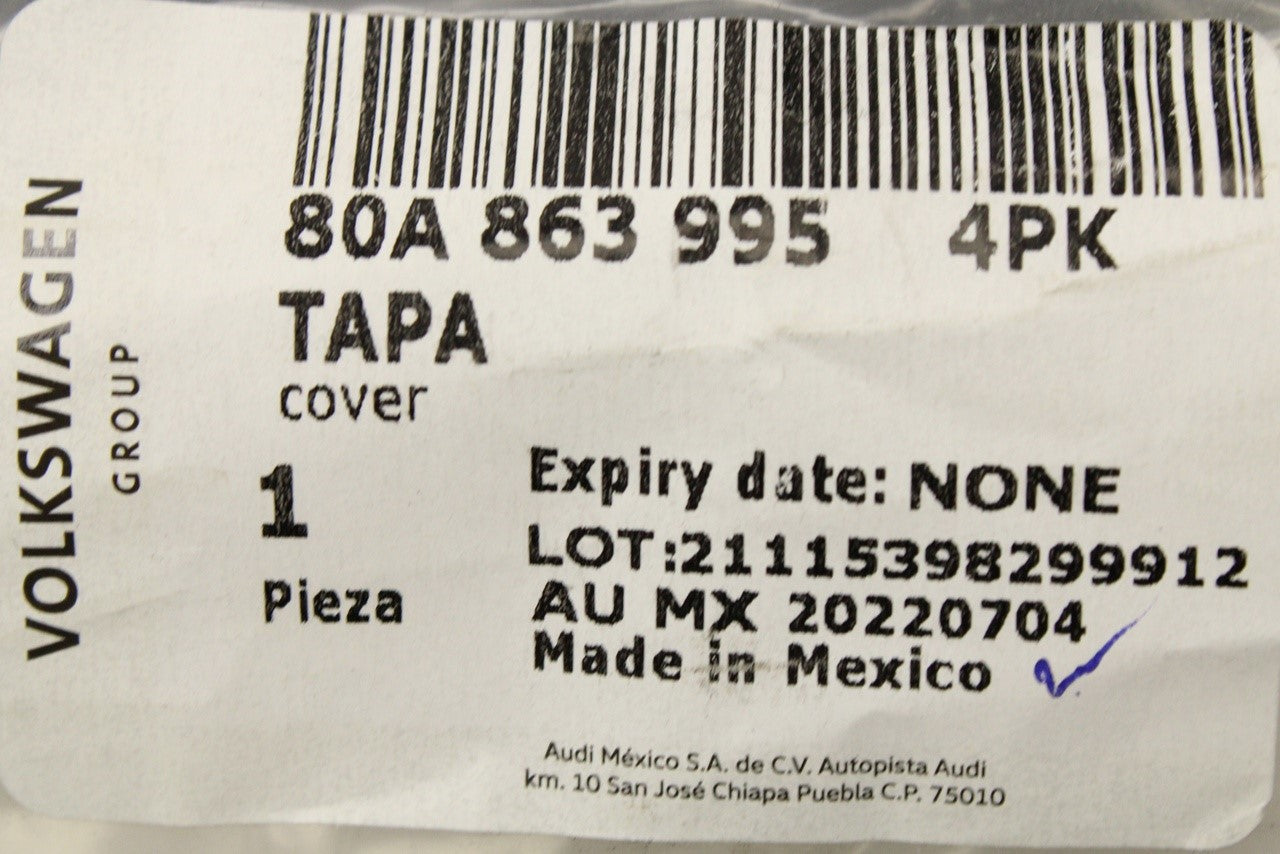 VOLKSWAGEN
GROUP
80A 863 995 4PK
TAPA
cover
1
Pieza
Expiry date: NONE
LOT:21115398299912
AU MX 20220704
Made in Mexico
Audi México S.A. de C.V. Autopista Audi
km. 10 San José Chiapa Puebla C.P. 75010